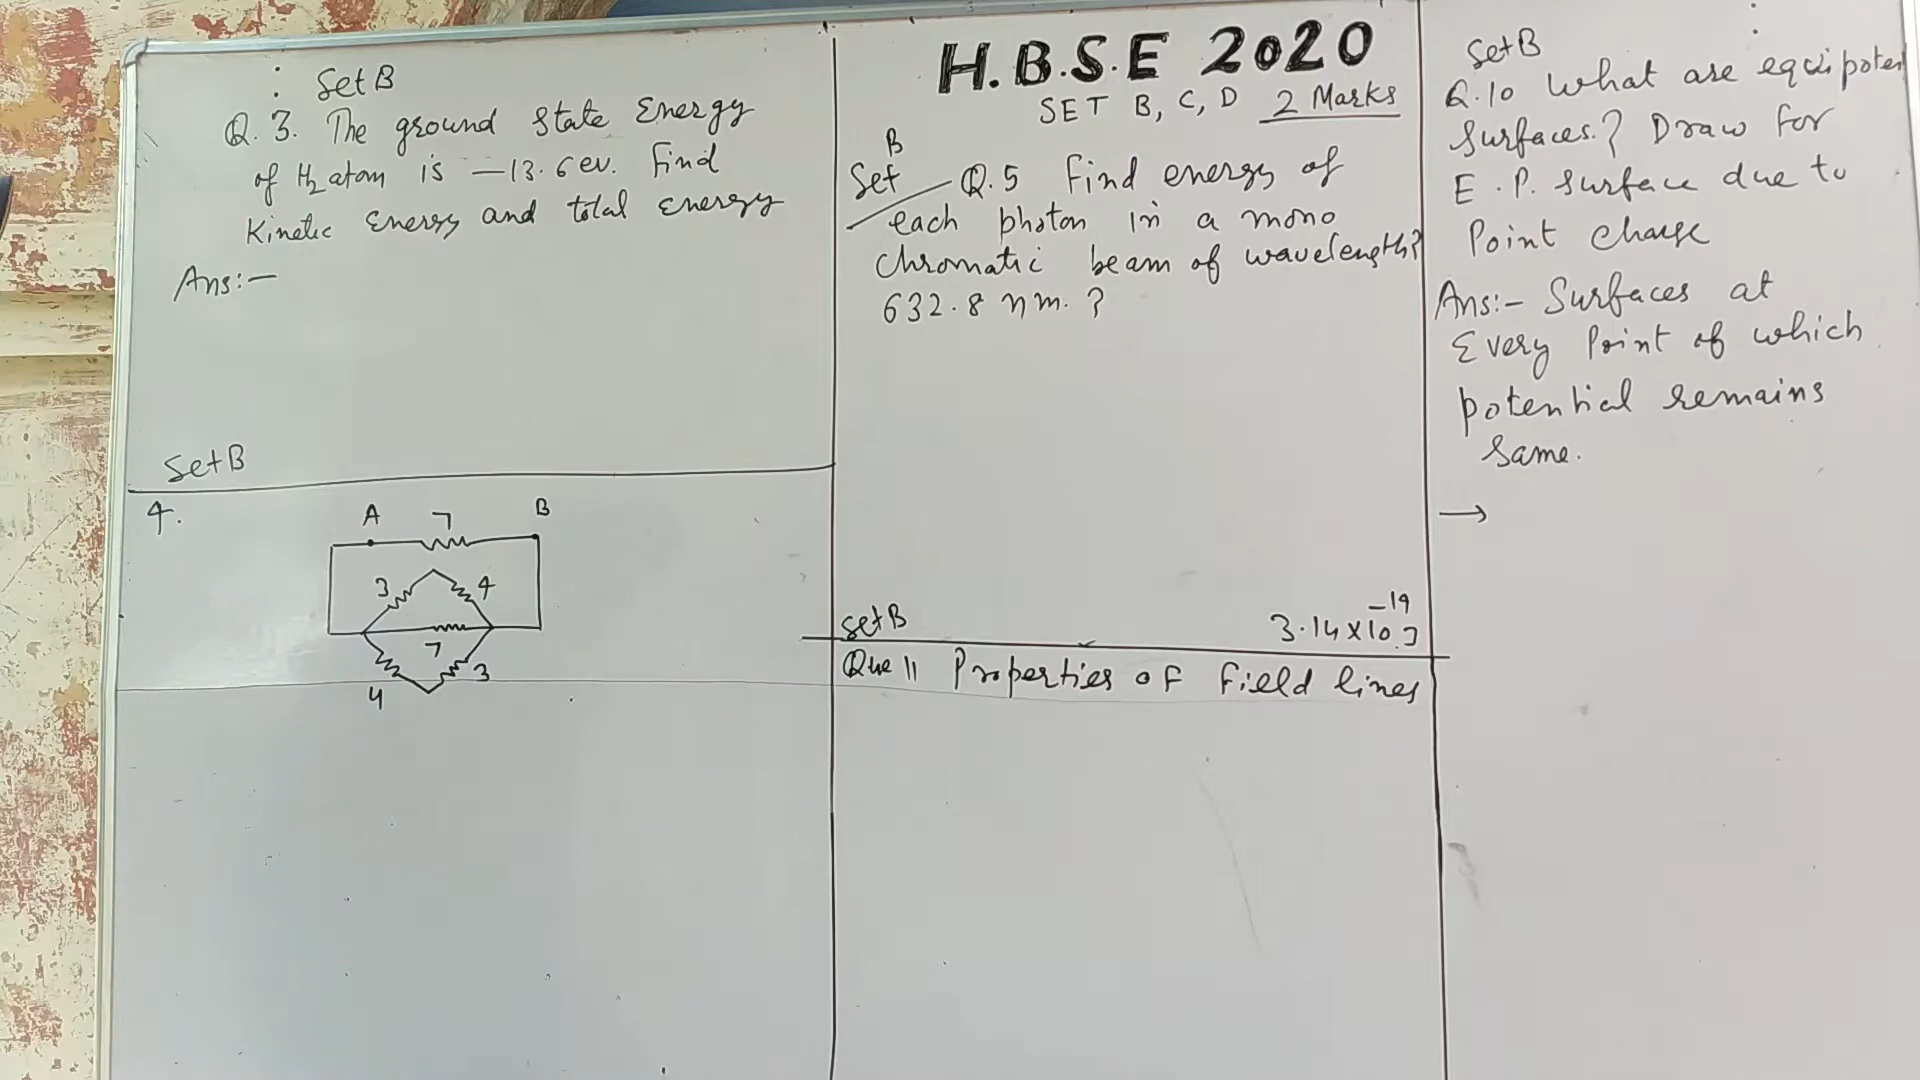 Set B
Q. 3. The ground State Energy
of H2 atom is —13.6 ev. Find
Kinetic Energy and total Energy
Ans:—
Set B
4.
A 7 B
3 4
7
4 3
H.B.S.E 2020
SET B, C, D 2 Marks
B
Set Q.5 Find energy of
each photon in a mono
chromatic beam of wavelength?
632.8 nm. ?
Set B
3.14 x 10-19 J
Que 11 Properties of field lines
Set B
Q.10 What are equipoten
Surfaces.? Draw for
E.P. Surface due to
Point charge
Ans:- Surfaces at
Every Point of which
potential remains
Same.
→